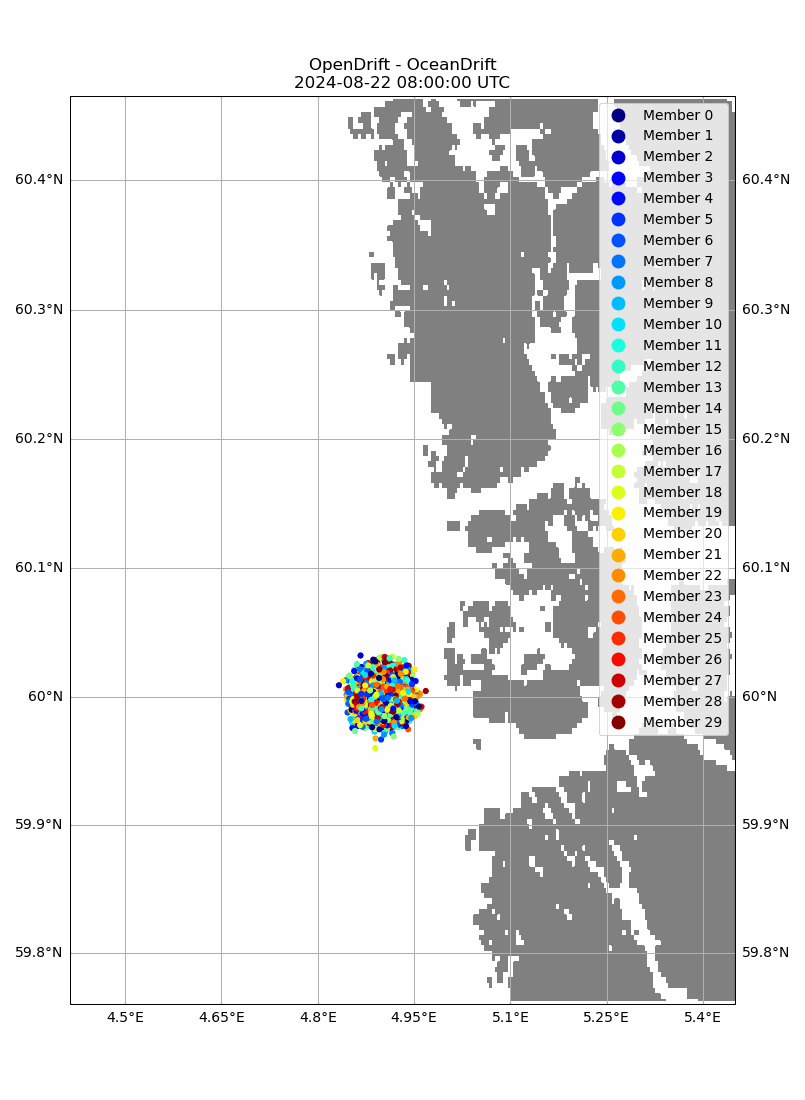 OpenDrift - OceanDrift
2024-08-22 08:00:00 UTC
Member 0
Member 1
Member 2
Member 3
Member 4
Member 5
Member 6
Member 7
Member 8
Member 9
Member 10
Member 11
Member 12
Member 13
Member 14
Member 15
Member 16
Member 17
Member 18
Member 19
Member 20
Member 21
Member 22
Member 23
Member 24
Member 25
Member 26
Member 27
Member 28
Member 29
60.4°N 60.4°N
60.3°N 60.3°N
60.2°N 60.2°N
60.1°N 60.1°N
60°N 60°N
59.9°N 59.9°N
59.8°N 59.8°N
4.5°E 4.65°E 4.8°E 4.95°E 5.1°E 5.25°E 5.4°E